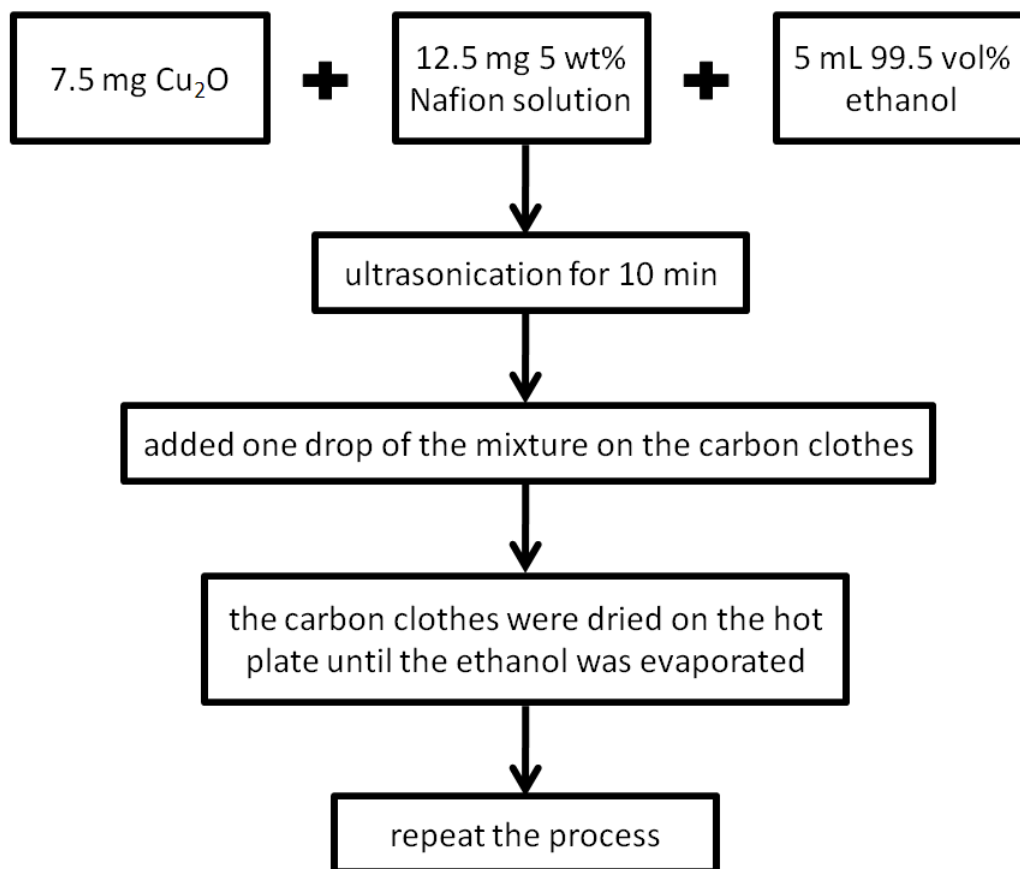 7.5 mg Cu₂O
12.5 mg 5 wt%
Nafion solution
5 mL 99.5 vol%
ethanol
ultrasonication for 10 min
added one drop of the mixture on the carbon clothes
the carbon clothes were dried on the hot
plate until the ethanol was evaporated
repeat the process